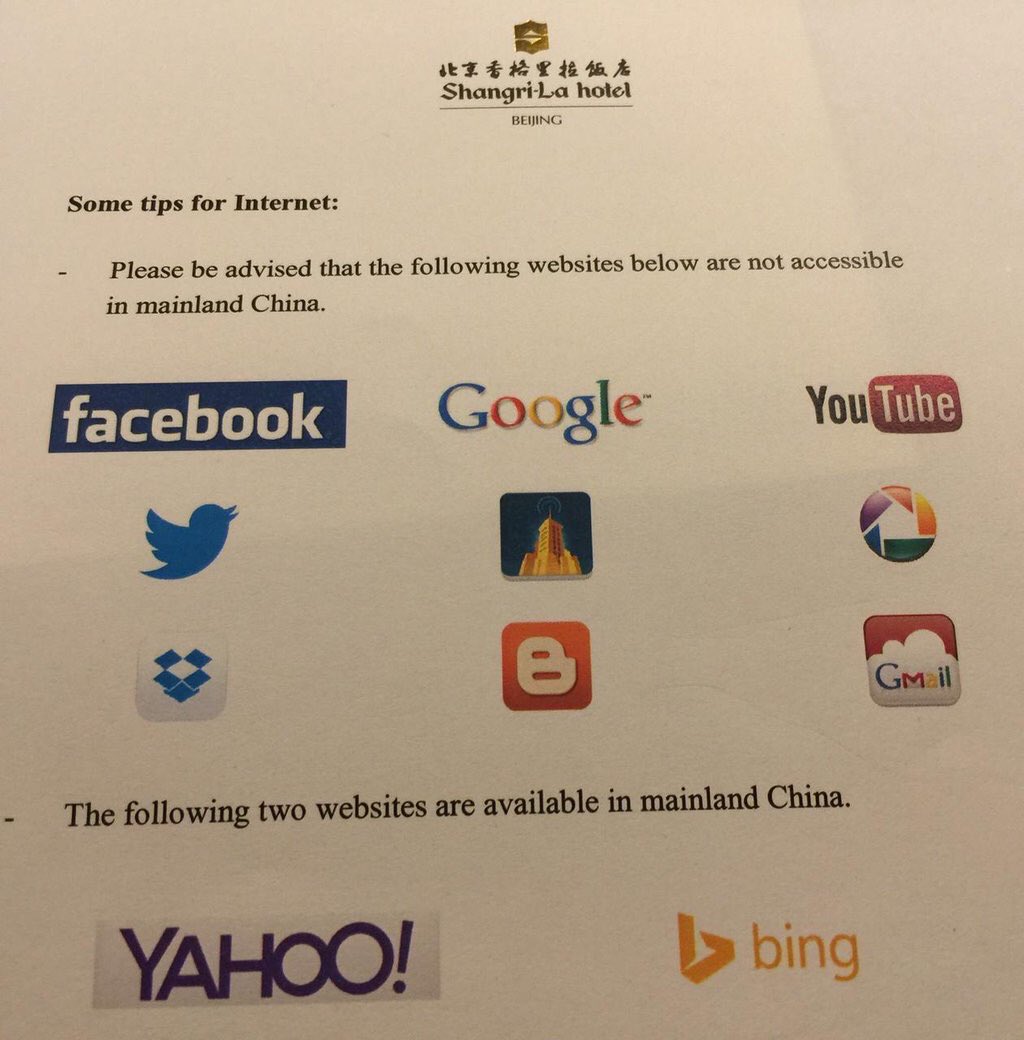 北京香格里拉饭店
Shangri-La hotel
BEIJING
Some tips for Internet:
- Please be advised that the following websites below are not accessible
in mainland China.
facebook Google™ YouTube
Gmail
- The following two websites are available in mainland China.
YAHOO! bing